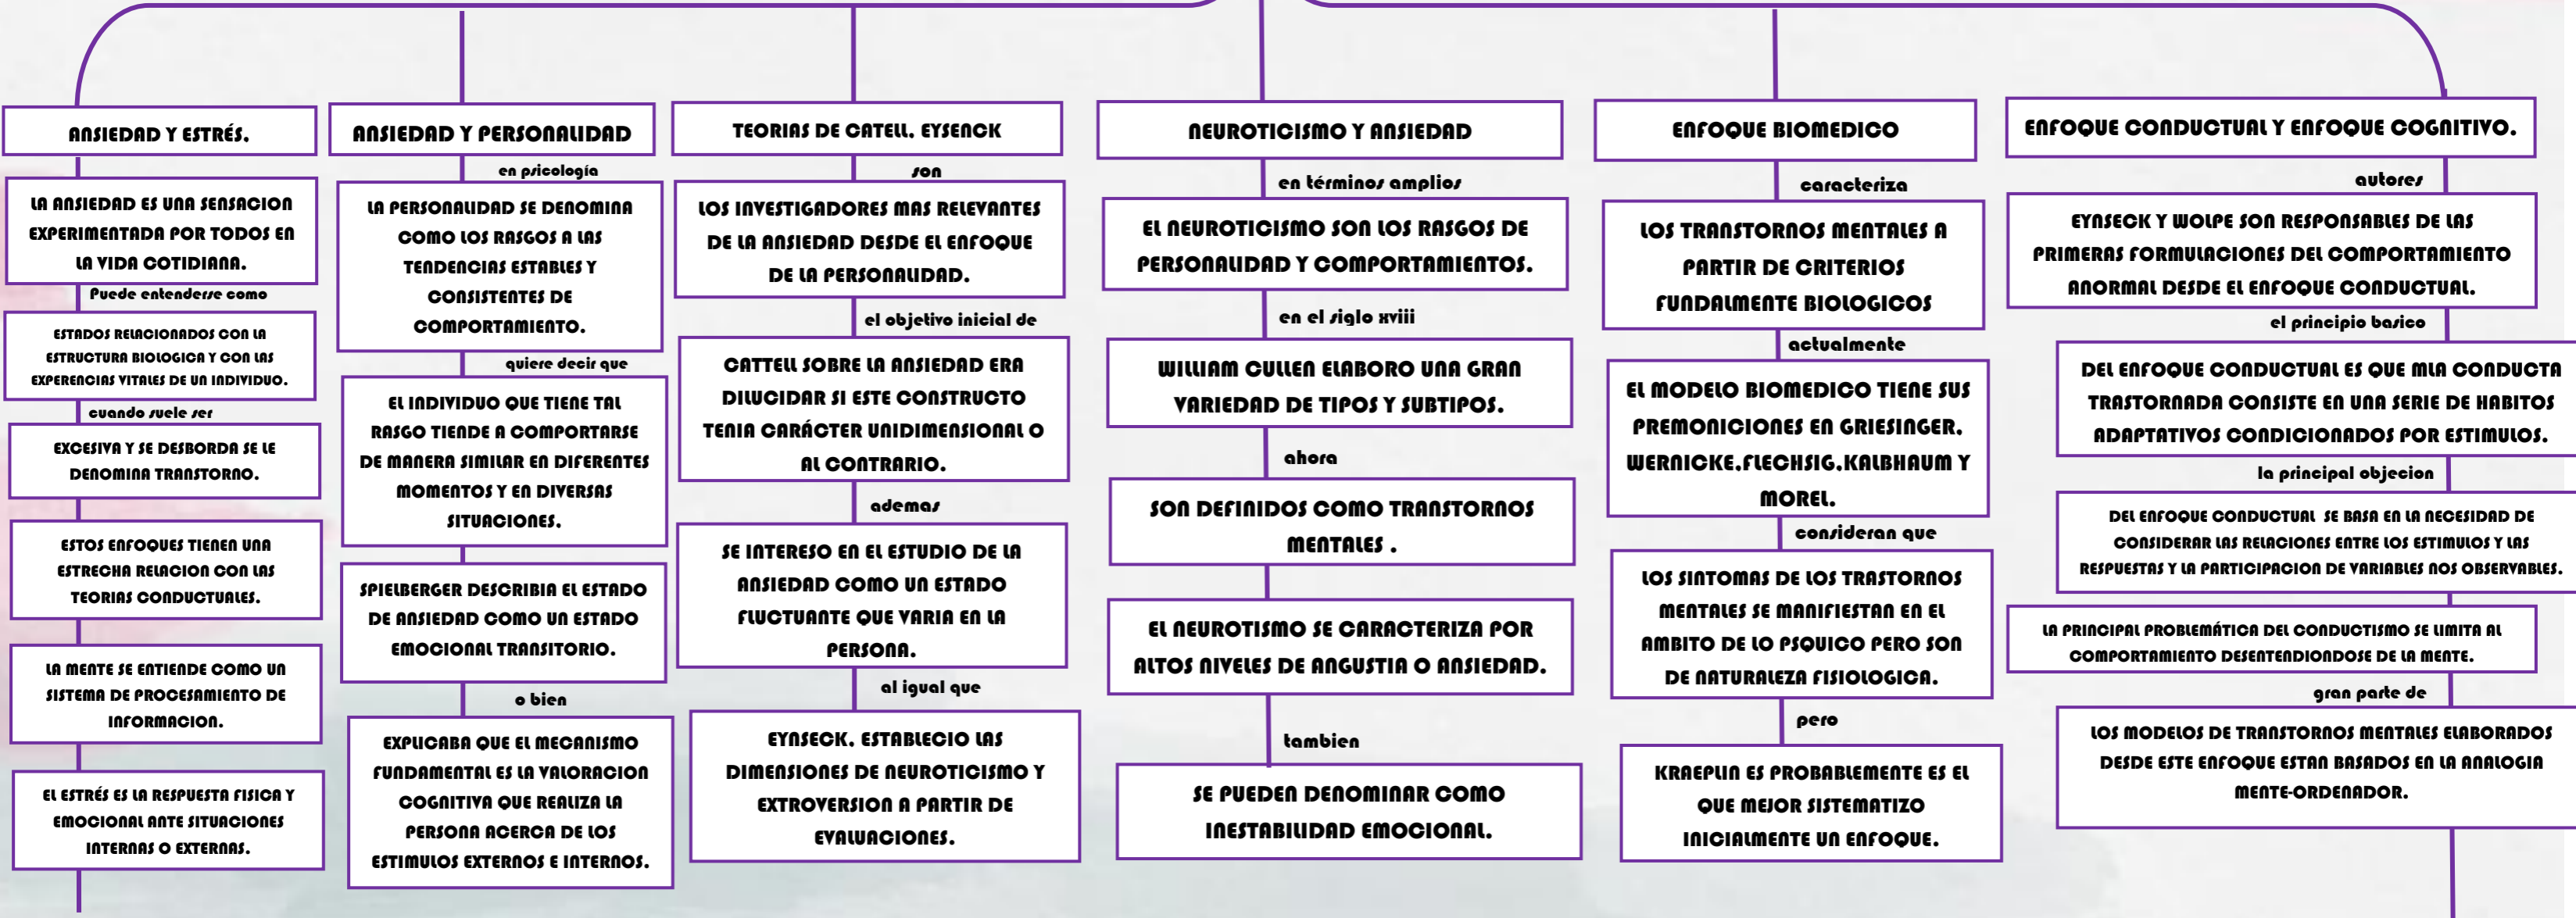 ANSIEDAD Y ESTRÉS.
LA ANSIEDAD ES UNA SENSACION
EXPERIMENTADA POR TODOS EN
LA VIDA COTIDIANA.
Puede entenderse como
ESTADOS RELACIONADOS CON LA
ESTRUCTURA BIOLOGICA Y CON LAS
EXPERENCIAS VITALES DE UN INDIVIDUO.
cuando suele ser
EXCESIVA Y SE DESBORDA SE LE
DENOMINA TRANSTORNO.
ESTOS ENFOQUES TIENEN UNA
ESTRECHA RELACION CON LAS
TEORIAS CONDUCTUALES.
LA MENTE SE ENTIENDE COMO UN
SISTEMA DE PROCESAMIENTO DE
INFORMACION.
EL ESTRÉS ES LA RESPUESTA FISICA Y
EMOCIONAL ANTE SITUACIONES
INTERNAS O EXTERNAS.
ANSIEDAD Y PERSONALIDAD
en psicología
LA PERSONALIDAD SE DENOMINA
COMO LOS RASGOS A LAS
TENDENCIAS ESTABLES Y
CONSISTENTES DE
COMPORTAMIENTO.
quiere decir que
EL INDIVIDUO QUE TIENE TAL
RASGO TIENDE A COMPORTARSE
DE MANERA SIMILAR EN DIFERENTES
MOMENTOS Y EN DIVERSAS
SITUACIONES.
SPIELBERGER DESCRIBIA EL ESTADO
DE ANSIEDAD COMO UN ESTADO
EMOCIONAL TRANSITORIO.
o bien
EXPLICABA QUE EL MECANISMO
FUNDAMENTAL ES LA VALORACION
COGNITIVA QUE REALIZA LA
PERSONA ACERCA DE LOS
ESTIMULOS EXTERNOS E INTERNOS.
TEORIAS DE CATELL, EYSENCK
son
LOS INVESTIGADORES MAS RELEVANTES
DE LA ANSIEDAD DESDE EL ENFOQUE
DE LA PERSONALIDAD.
el objetivo inicial de
CATTELL SOBRE LA ANSIEDAD ERA
DILUCIDAR SI ESTE CONSTRUCTO
TENIA CARÁCTER UNIDIMENSIONAL O
AL CONTRARIO.
ademas
SE INTERESO EN EL ESTUDIO DE LA
ANSIEDAD COMO UN ESTADO
FLUCTUANTE QUE VARIA EN LA
PERSONA.
al igual que
EYNSECK, ESTABLECIO LAS
DIMENSIONES DE NEUROTICISMO Y
EXTROVERSION A PARTIR DE
EVALUACIONES.
NEUROTICISMO Y ANSIEDAD
en términos amplios
EL NEUROTICISMO SON LOS RASGOS DE
PERSONALIDAD Y COMPORTAMIENTOS.
en el siglo xviii
WILLIAM CULLEN ELABORO UNA GRAN
VARIEDAD DE TIPOS Y SUBTIPOS.
ahora
SON DEFINIDOS COMO TRANSTORNOS
MENTALES .
EL NEUROTISMO SE CARACTERIZA POR
ALTOS NIVELES DE ANGUSTIA O ANSIEDAD.
tambien
SE PUEDEN DENOMINAR COMO
INESTABILIDAD EMOCIONAL.
ENFOQUE BIOMEDICO
caracteriza
LOS TRANSTORNOS MENTALES A
PARTIR DE CRITERIOS
FUNDALMENTE BIOLOGICOS
actualmente
EL MODELO BIOMEDICO TIENE SUS
PREMONICIONES EN GRIESINGER,
WERNICKE,FLECHSIG,KALBHAUM Y
MOREL.
consideran que
LOS SINTOMAS DE LOS TRASTORNOS
MENTALES SE MANIFIESTAN EN EL
AMBITO DE LO PSQUICO PERO SON
DE NATURALEZA FISIOLOGICA.
pero
KRAEPLIN ES PROBABLEMENTE ES EL
QUE MEJOR SISTEMATIZO
INICIALMENTE UN ENFOQUE.
ENFOQUE CONDUCTUAL Y ENFOQUE COGNITIVO.
autores
EYNSECK Y WOLPE SON RESPONSABLES DE LAS
PRIMERAS FORMULACIONES DEL COMPORTAMIENTO
ANORMAL DESDE EL ENFOQUE CONDUCTUAL.
el principio basico
DEL ENFOQUE CONDUCTUAL ES QUE MLA CONDUCTA
TRASTORNADA CONSISTE EN UNA SERIE DE HABITOS
ADAPTATIVOS CONDICIONADOS POR ESTIMULOS.
la principal objecion
DEL ENFOQUE CONDUCTUAL SE BASA EN LA NECESIDAD DE
CONSIDERAR LAS RELACIONES ENTRE LOS ESTIMULOS Y LAS
RESPUESTAS Y LA PARTICIPACION DE VARIABLES NOS OBSERVABLES.
LA PRINCIPAL PROBLEMÁTICA DEL CONDUCTISMO SE LIMITA AL
COMPORTAMIENTO DESENTENDIONDOSE DE LA MENTE.
gran parte de
LOS MODELOS DE TRANSTORNOS MENTALES ELABORADOS
DESDE ESTE ENFOQUE ESTAN BASADOS EN LA ANALOGIA
MENTE-ORDENADOR.